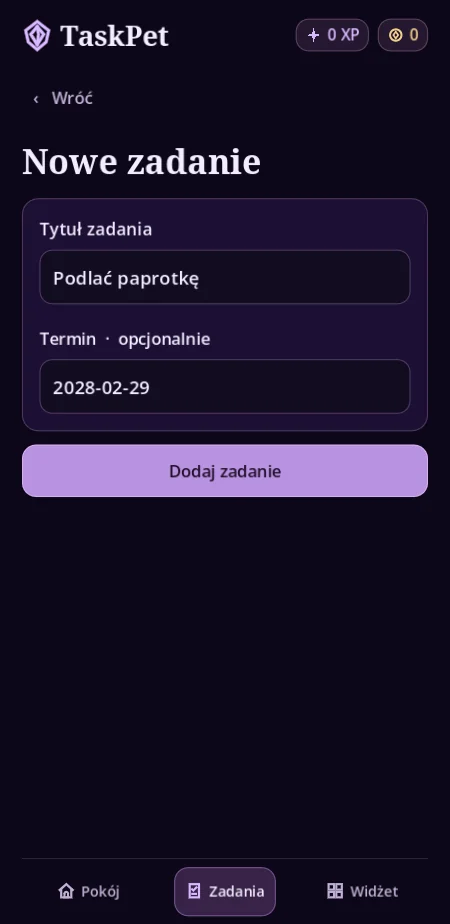 TaskPet
0 XP
0
‹ Wróć
Nowe zadanie
Tytuł zadania
Podlać paprotkę
Termin · opcjonalnie
2028-02-29
Dodaj zadanie
Pokój
Zadania
Widżet